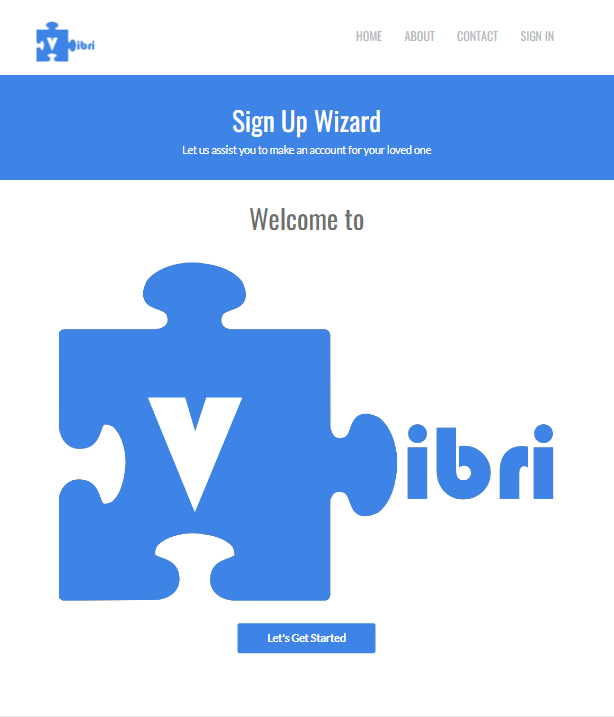 Vibri
HOME ABOUT CONTACT SIGN IN
Sign Up Wizard
Let us assist you to make an account for your loved one
Welcome to
Vibri
Let's Get Started